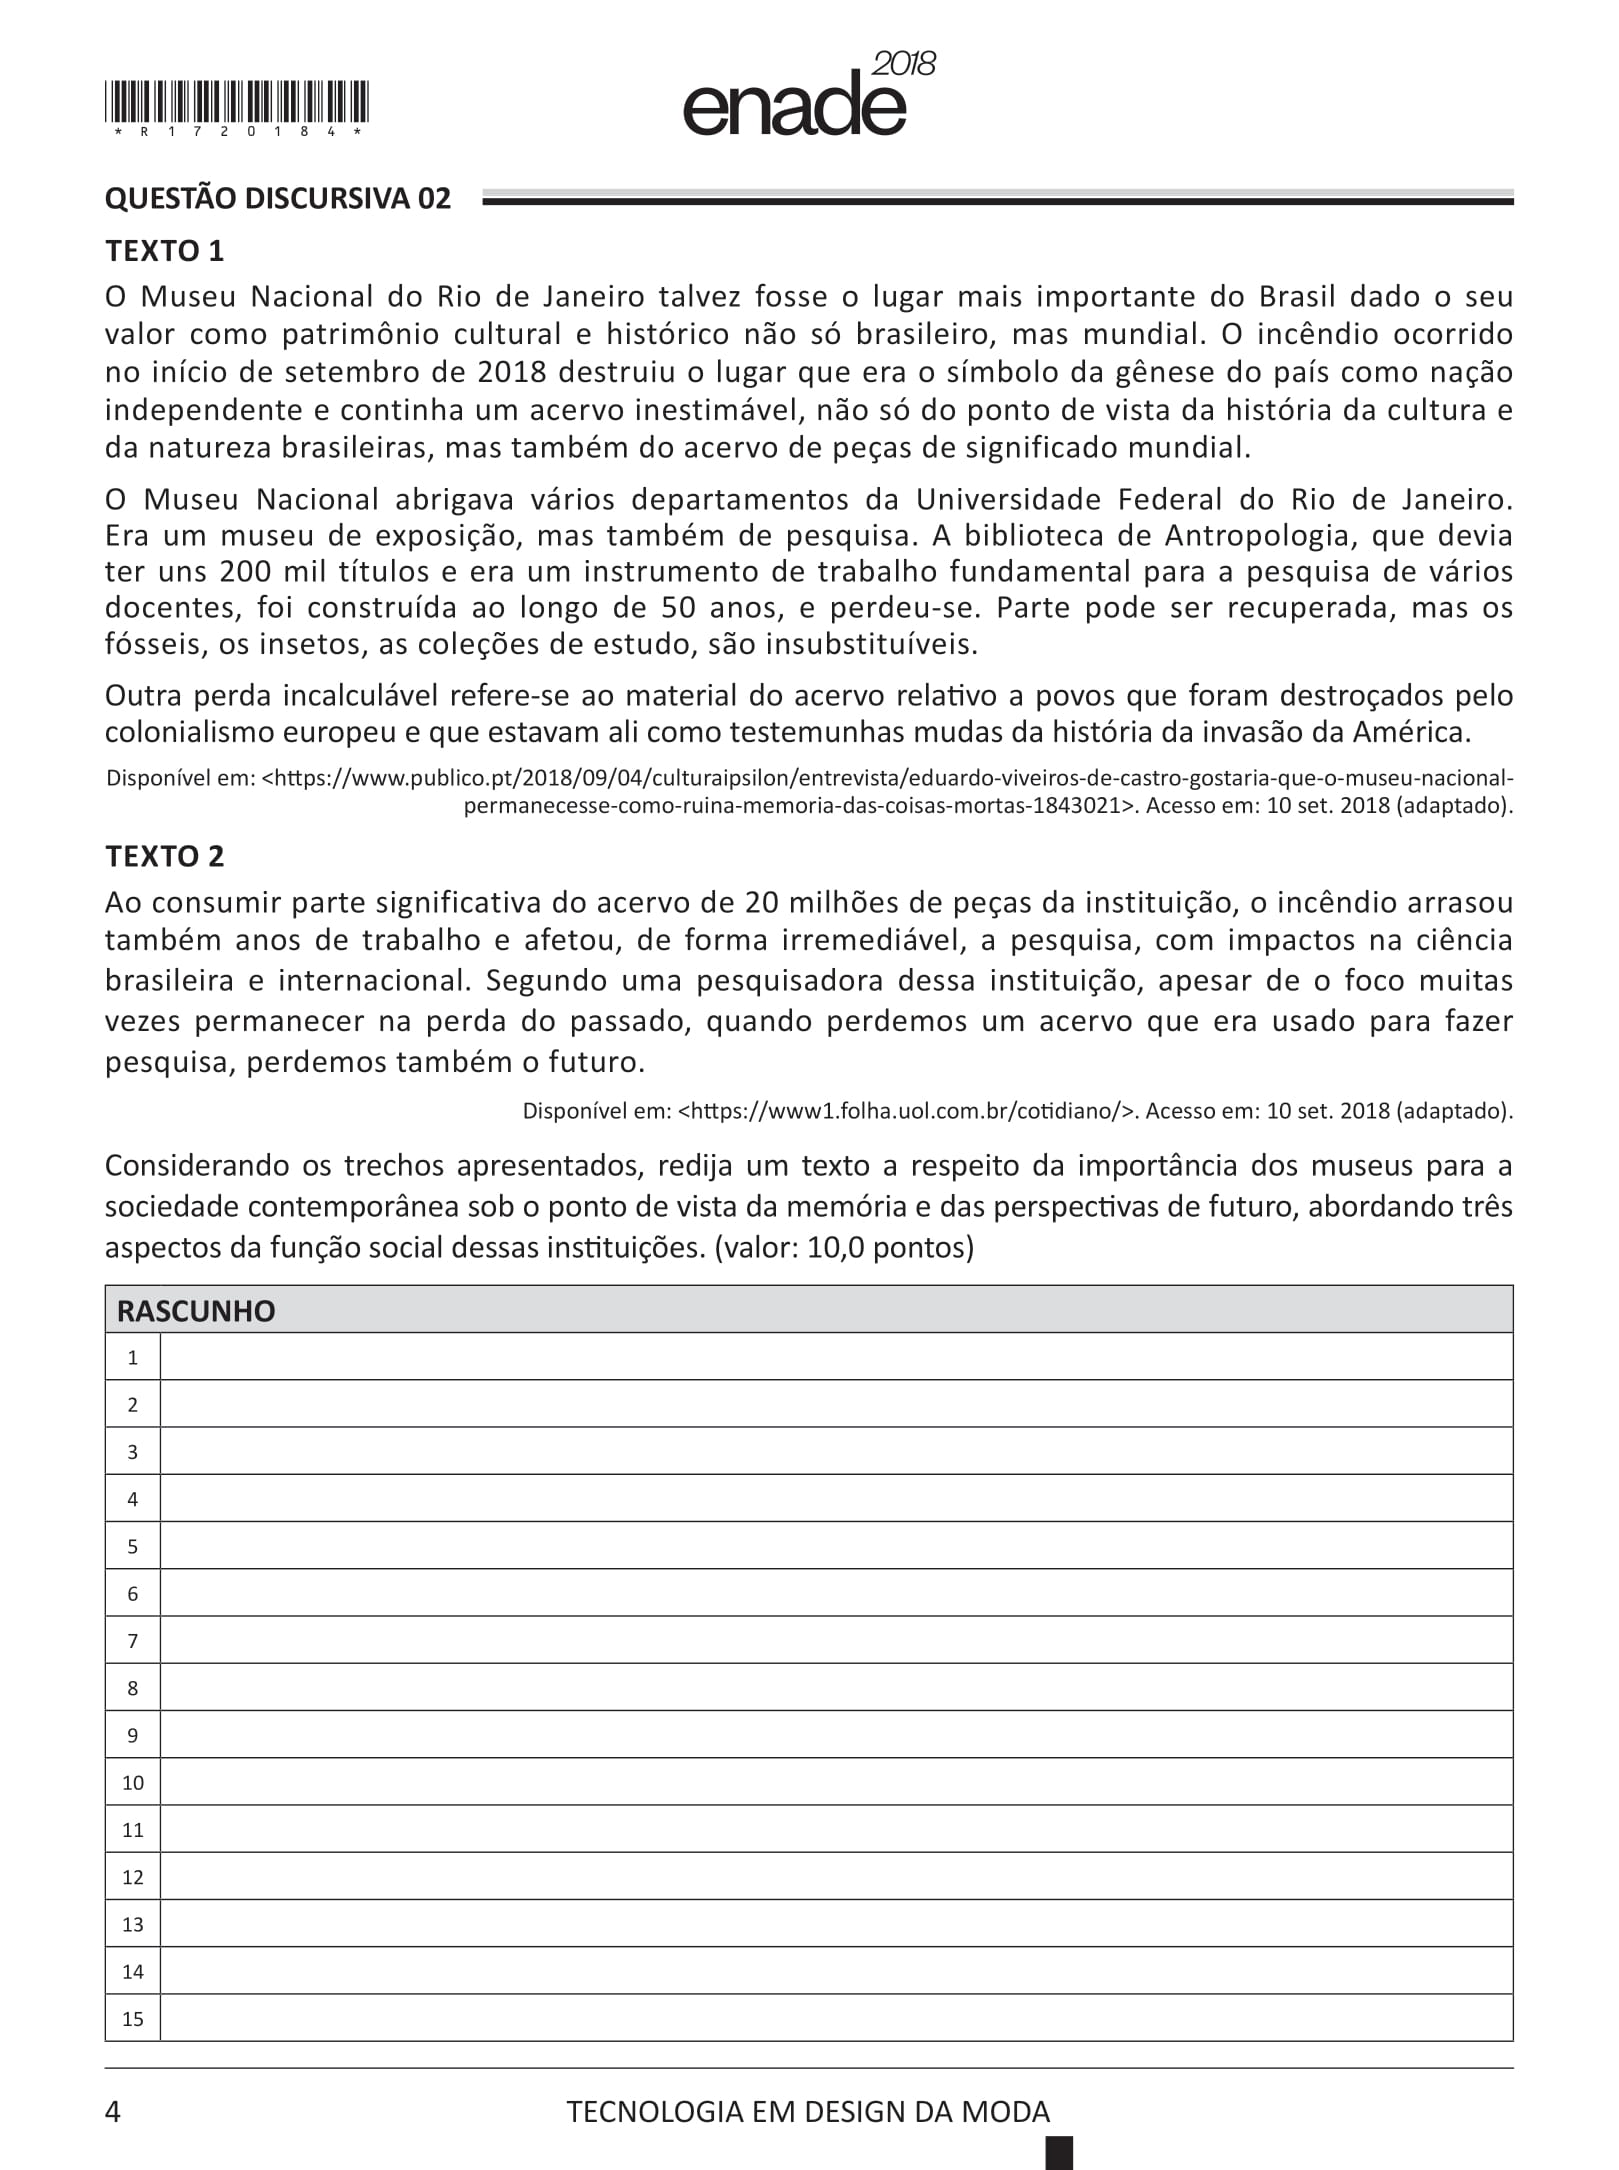 * R 1 7 2 0 1 8 4 *
enade 2018
QUESTÃO DISCURSIVA 02
TEXTO 1
O Museu Nacional do Rio de Janeiro talvez fosse o lugar mais importante do Brasil dado o seu
valor como patrimônio cultural e histórico não só brasileiro, mas mundial. O incêndio ocorrido
no início de setembro de 2018 destruiu o lugar que era o símbolo da gênese do país como nação
independente e continha um acervo inestimável, não só do ponto de vista da história da cultura e
da natureza brasileiras, mas também do acervo de peças de significado mundial.
O Museu Nacional abrigava vários departamentos da Universidade Federal do Rio de Janeiro.
Era um museu de exposição, mas também de pesquisa. A biblioteca de Antropologia, que devia
ter uns 200 mil títulos e era um instrumento de trabalho fundamental para a pesquisa de vários
docentes, foi construída ao longo de 50 anos, e perdeu-se. Parte pode ser recuperada, mas os
fósseis, os insetos, as coleções de estudo, são insubstituíveis.
Outra perda incalculável refere-se ao material do acervo relativo a povos que foram destroçados pelo
colonialismo europeu e que estavam ali como testemunhas mudas da história da invasão da América.
Disponível em: <https://www.publico.pt/2018/09/04/culturaipsilon/entrevista/eduardo-viveiros-de-castro-gostaria-que-o-museu-nacional-
permanecesse-como-ruina-memoria-das-coisas-mortas-1843021>. Acesso em: 10 set. 2018 (adaptado).
TEXTO 2
Ao consumir parte significativa do acervo de 20 milhões de peças da instituição, o incêndio arrasou
também anos de trabalho e afetou, de forma irremediável, a pesquisa, com impactos na ciência
brasileira e internacional. Segundo uma pesquisadora dessa instituição, apesar de o foco muitas
vezes permanecer na perda do passado, quando perdemos um acervo que era usado para fazer
pesquisa, perdemos também o futuro.
Disponível em: <https://www1.folha.uol.com.br/cotidiano/>. Acesso em: 10 set. 2018 (adaptado).
Considerando os trechos apresentados, redija um texto a respeito da importância dos museus para a
sociedade contemporânea sob o ponto de vista da memória e das perspectivas de futuro, abordando três
aspectos da função social dessas instituições. (valor: 10,0 pontos)
RASCUNHO
1
2
3
4
5
6
7
8
9
10
11
12
13
14
15
4 TECNOLOGIA EM DESIGN DA MODA